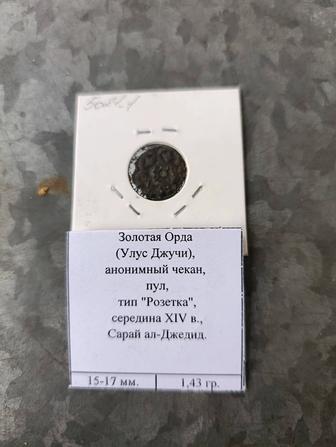 Золотая Орда
(Улус Джучи),
анонимный чекан,
пул,
тип "Розетка",
середина XIV в.,
Сарай ал-Джедид.
15-17 мм. 1,43 гр.